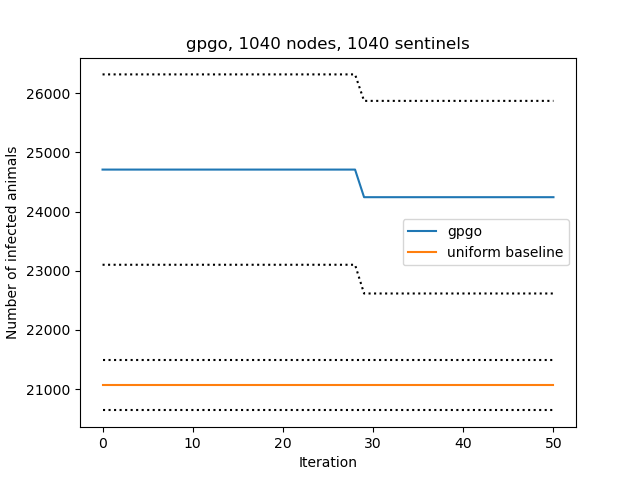 gpgo, 1040 nodes, 1040 sentinels
Number of infected animals
26000
25000
24000
23000
22000
21000
gpgo
uniform baseline
0 10 20 30 40 50
Iteration